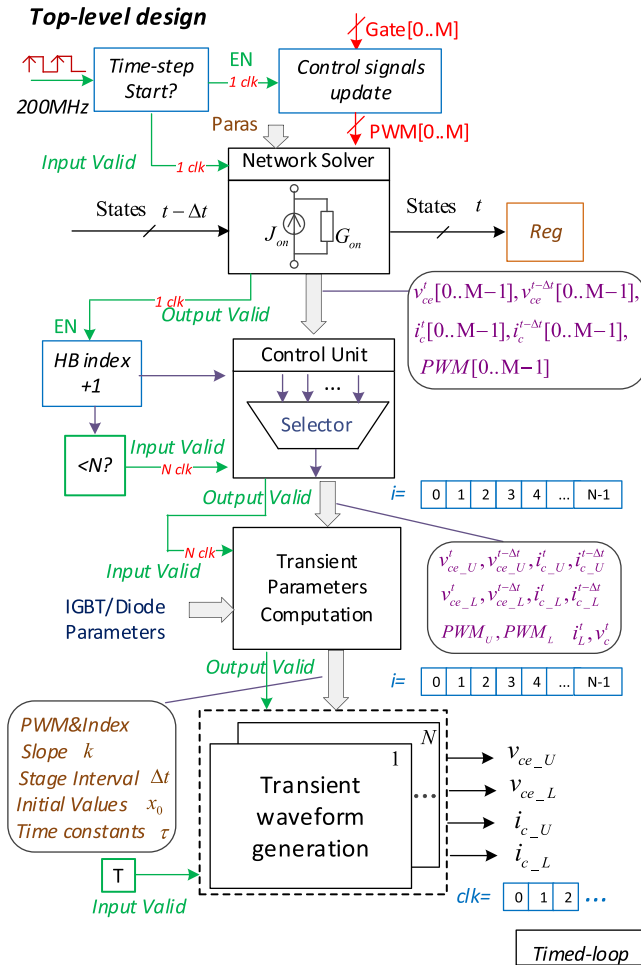 Top-level design
Gate[0..M]
Time-step
Start?
EN
1 clk
Control signals
update
200MHz
Paras
PWM[0..M]
Input Valid
1 clk
Network Solver
States t − Δt
J_on
G_on
States t
Reg
1 clk
Output Valid
EN
v_ce^t[0..M−1], v_ce^{t−Δt}[0..M−1],
i_c^t[0..M−1], i_c^{t−Δt}[0..M−1],
PWM[0..M−1]
HB index
+1
Control Unit
...
Selector
<N?
Input Valid
N clk
Output Valid
i= 0 1 2 3 4 ... N-1
N clk
Input Valid
Transient
Parameters
Computation
IGBT/Diode
Parameters
v_ce_U^t, v_ce_U^{t−Δt}, i_c_U^t, i_c_U^{t−Δt}
v_ce_L^t, v_ce_L^{t−Δt}, i_c_L^t, i_c_L^{t−Δt}
PWM_U, PWM_L i_L^t, v_c^t
Output Valid
i= 0 1 2 3 4 ... N-1
PWM&Index
Slope k
Stage Interval Δt
Initial Values x_0
Time constants τ
N
1
Transient
waveform
generation
...
v_ce_U
v_ce_L
i_c_U
i_c_L
T
Input Valid
clk= 0 1 2 ...
Timed-loop